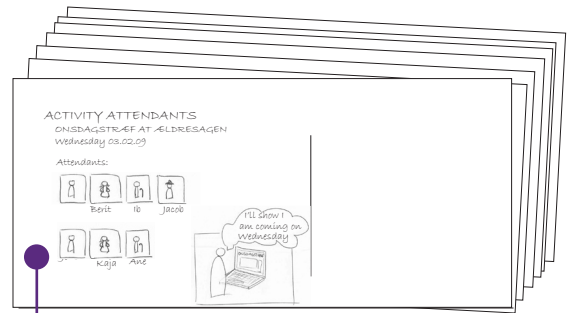 ACTIVITY ATTENDANTS
ONSDAGSTRÆF AT ÆLDRESAGEN
Wednesday 03.02.09
Attendants:
Berit Ib Jacob
I'll show I
am coming on
Wednesday
Kaja Ane